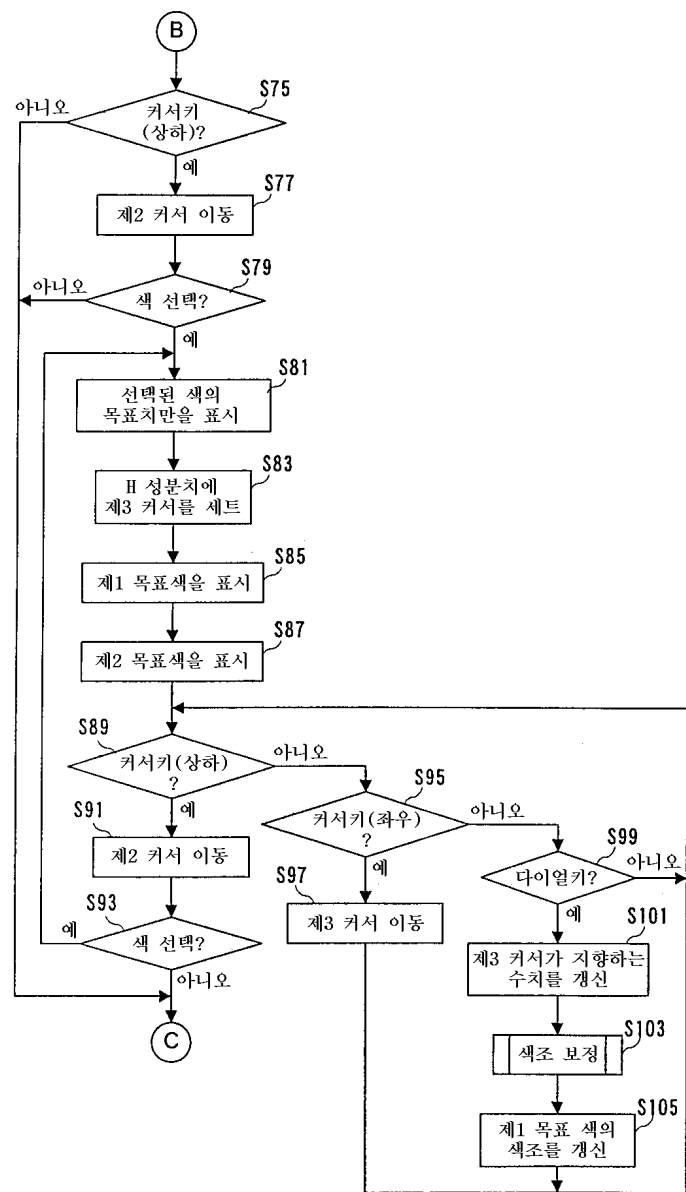 B
S75
아니오
커서키
(상하)?
예
S77
제2 커서 이동
S79
아니오
색 선택?
예
S81
선택된 색의
목표치만을 표시
S83
H 성분치에
제3 커서를 세트
S85
제1 목표색을 표시
S87
제2 목표색을 표시
S89
커서키(상하)
?
아니오
예
S91
제2 커서 이동
S93
예
색 선택?
아니오
C
S95
커서키(좌우)
?
아니오
예
S97
제3 커서 이동
S99
다이얼키?
아니오
예
S101
제3 커서가 지향하는
수치를 갱신
S103
색조 보정
S105
제1 목표 색의
색조를 갱신